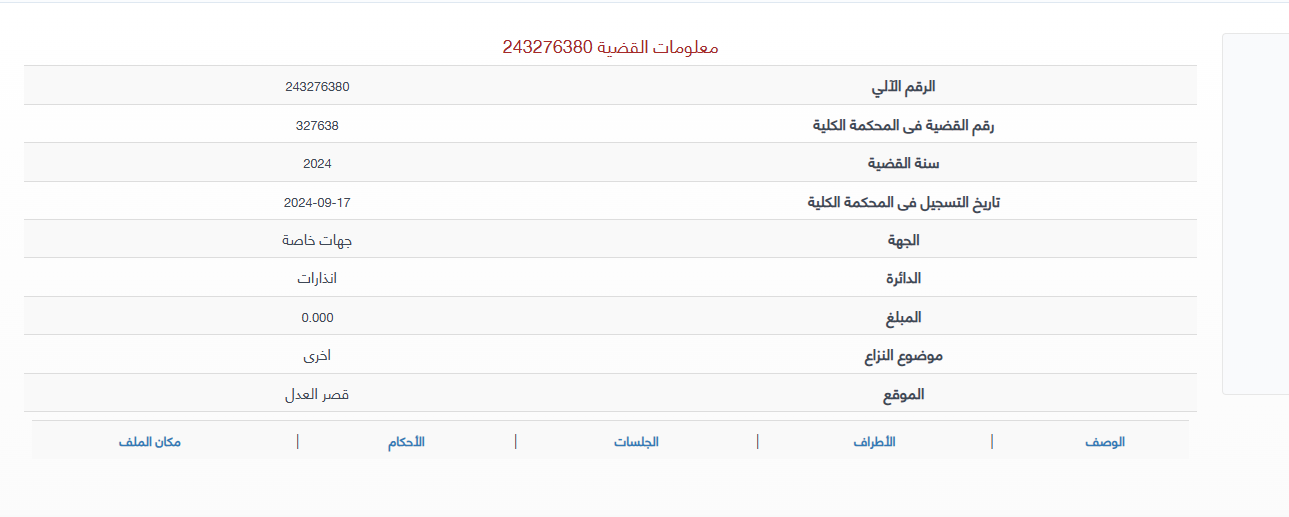 معلومات القضية 243276380
الرقم الآلي 243276380
رقم القضية فى المحكمة الكلية 327638
سنة القضية 2024
تاريخ التسجيل فى المحكمة الكلية 2024-09-17
الجهة جهات خاصة
الدائرة انذارات
المبلغ 0.000
موضوع النزاع اخرى
الموقع قصر العدل
الوصف | الأطراف | الجلسات | الأحكام | مكان الملف